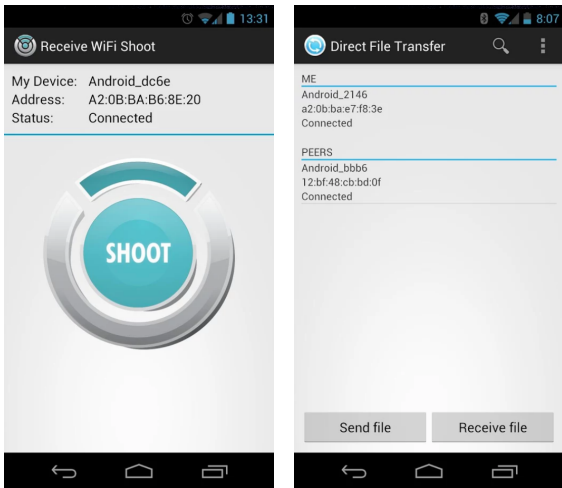 13:31
Receive WiFi Shoot
My Device: Android_dc6e
Address: A2:0B:BA:B6:8E:20
Status: Connected
SHOOT
8:07
Direct File Transfer
ME
Android_2146
a2:0b:ba:e7:f8:3e
Connected
PEERS
Android_bbb6
12:bf:48:cb:bd:0f
Connected
Send file
Receive file